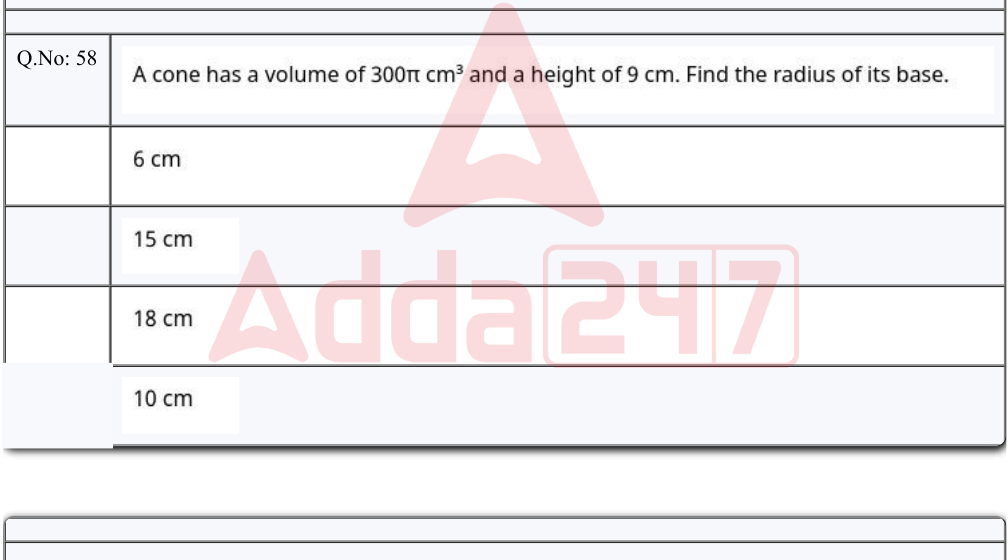 Q.No: 58
A cone has a volume of 300π cm³ and a height of 9 cm. Find the radius of its base.
6 cm
15 cm
18 cm
10 cm
Adda247